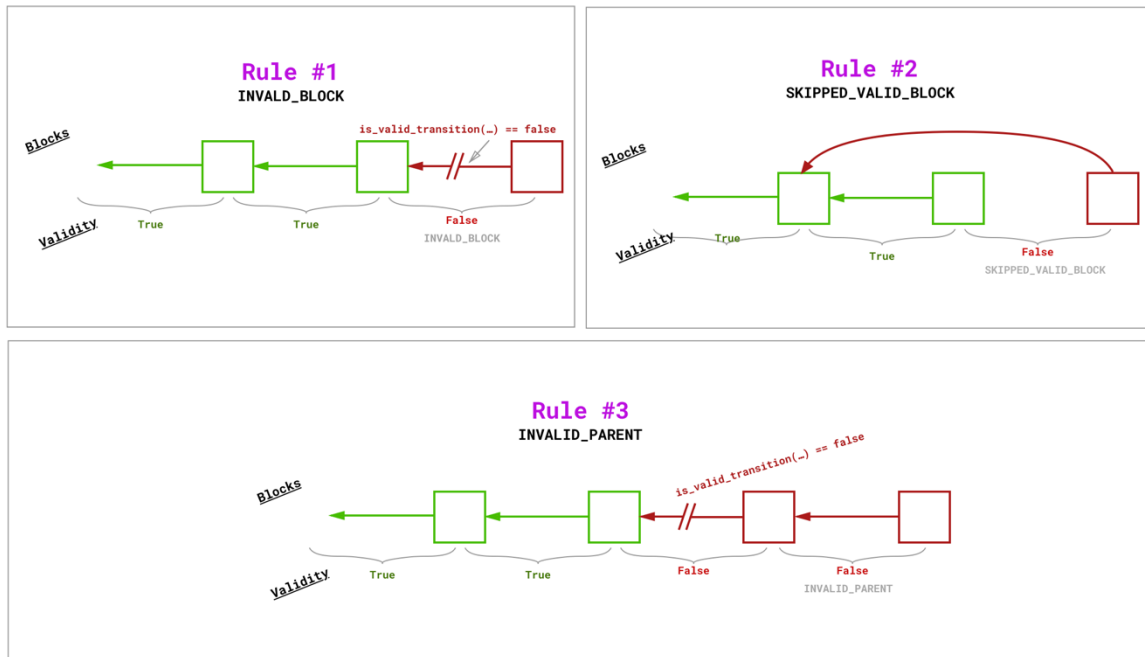 Rule #1
INVALD_BLOCK
is_valid_transition(…) == false
Blocks
Validity
True
True
False
INVALD_BLOCK
Rule #2
SKIPPED_VALID_BLOCK
Blocks
Validity
True
True
False
SKIPPED_VALID_BLOCK
Rule #3
INVALID_PARENT
is_valid_transition(…) == false
Blocks
Validity
True
True
False
False
INVALID_PARENT